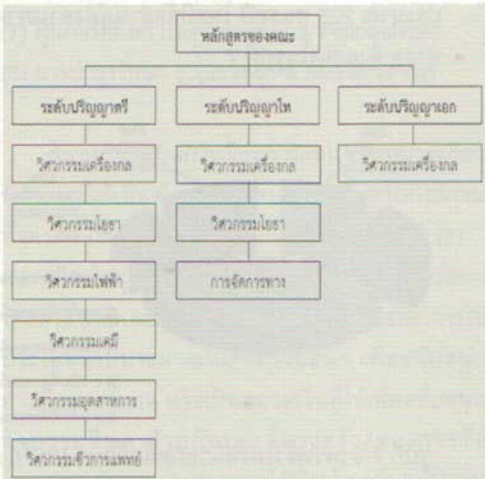 หลักสูตรของคณะ
ระดับปริญญาตรี
ระดับปริญญาโท
ระดับปริญญาเอก
วิศวกรรมเครื่องกล
วิศวกรรมเครื่องกล
วิศวกรรมเครื่องกล
วิศวกรรมโยธา
วิศวกรรมโยธา
วิศวกรรมไฟฟ้า
การจัดการทาง
วิศวกรรมเคมี
วิศวกรรมอุตสาหการ
วิศวกรรมชีวการแพทย์